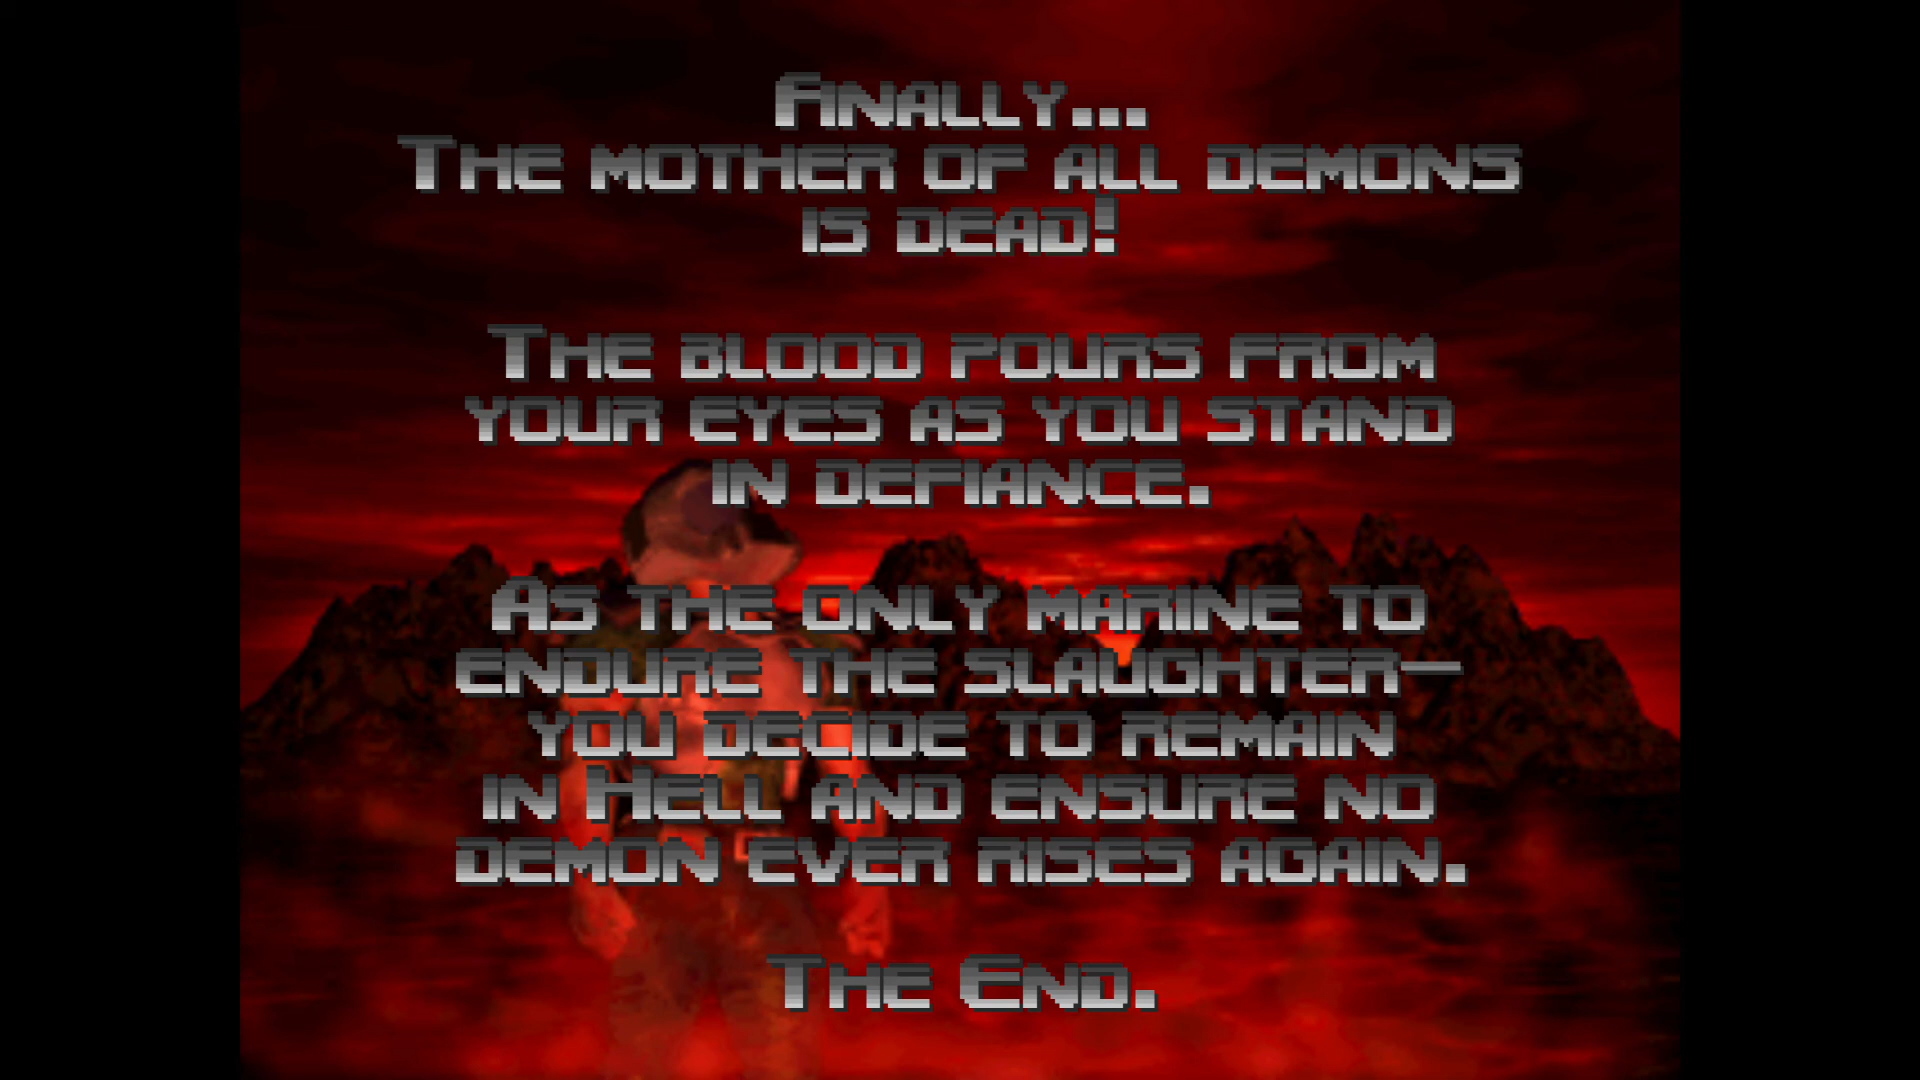 Finally...
The mother of all demons
is dead!
The blood pours from
your eyes as you stand
in defiance.
As the only marine to
endure the slaughter—
you decide to remain
in Hell and ensure no
demon ever rises again.
The End.